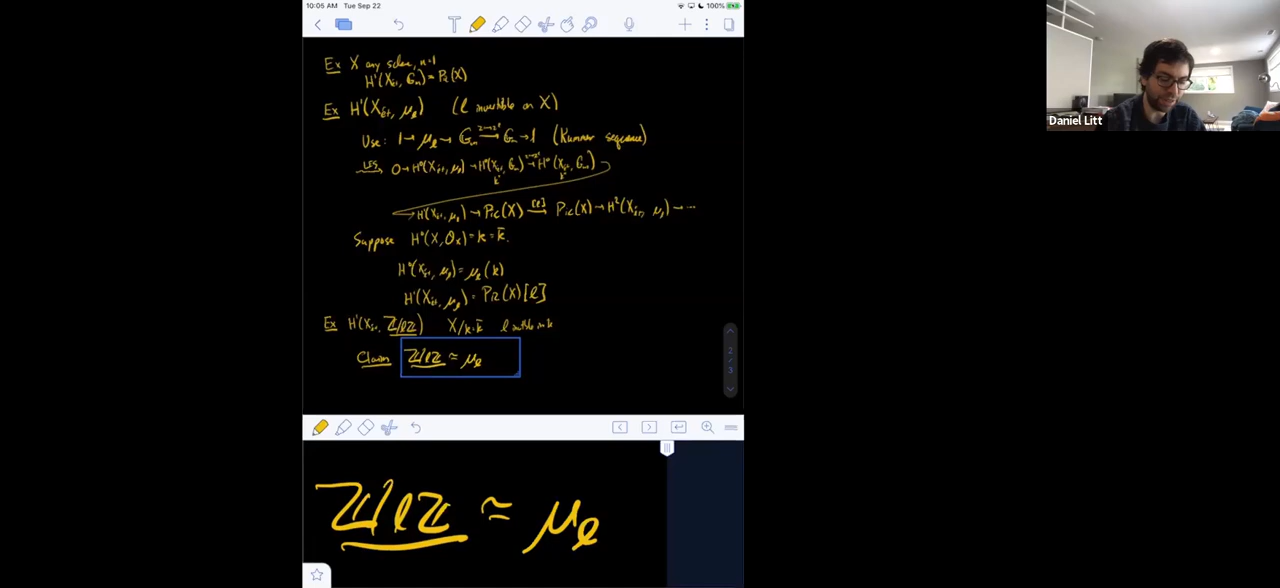 10:05 AM Tue Sep 22
100%
Daniel Litt
Ex X any scheme, n=1
H¹(X_ét, 𝔾_m) = Pic(X)
Ex H¹(X_ét, μ_ℓ) (ℓ invertible on X)
Use: 1 → μ_ℓ → 𝔾_m →^{z↦z^ℓ} 𝔾_m → 1 (Kummer sequence)
LES 0 → H⁰(X_ét, μ_ℓ) → H⁰(X_ét, 𝔾_m) →^{z↦z^ℓ} H⁰(X_ét, 𝔾_m)
→ H¹(X_ét, μ_ℓ) → Pic(X) →^{[ℓ]} Pic(X) → H²(X_ét, μ_ℓ) → ...
Suppose H⁰(X, O_X) = k = k̄.
H⁰(X_ét, μ_ℓ) = μ_ℓ(k)
H¹(X_ét, μ_ℓ) = Pic(X)[ℓ]
Ex H¹(X_ét, ℤ/ℓℤ) X/k=k̄ ℓ invertible in k
Claim ℤ/ℓℤ ≃ μ_ℓ
2
/
3
ℤ/ℓℤ ≃ μ_ℓ